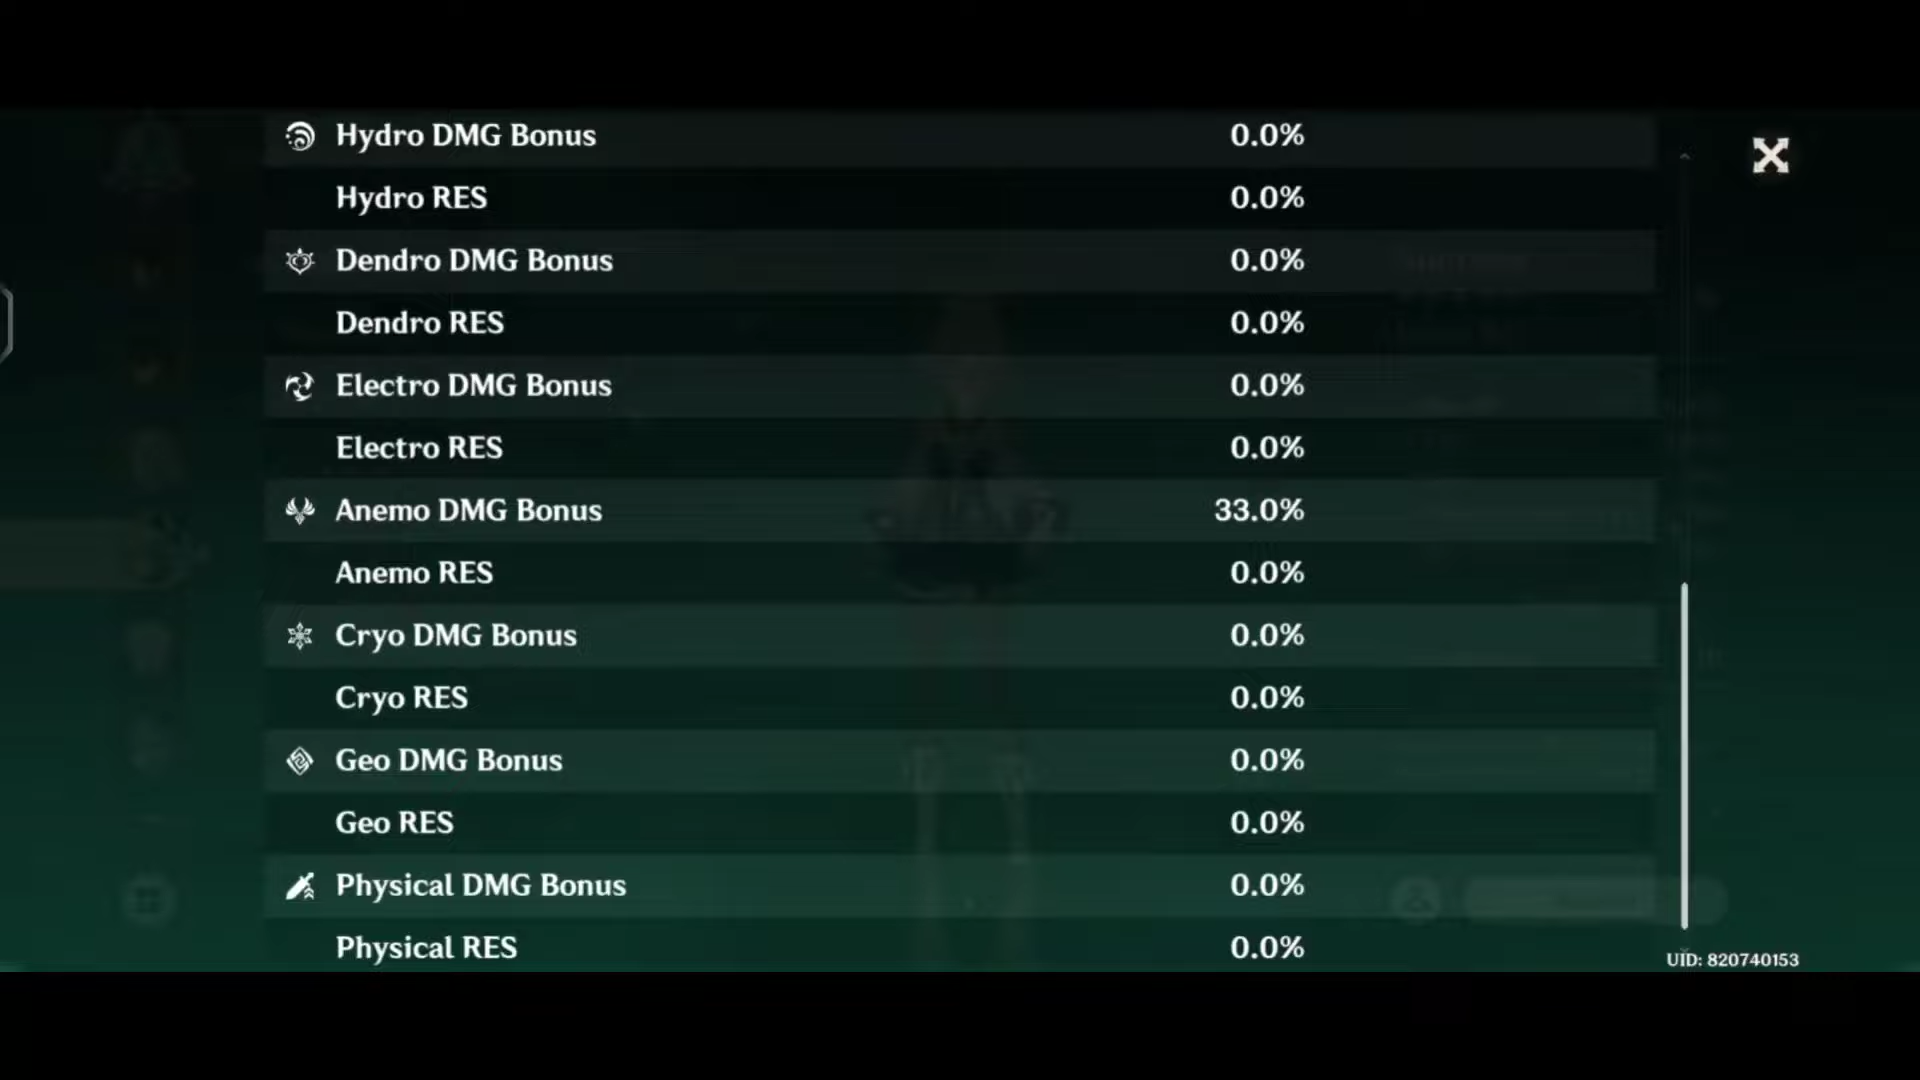 Hydro DMG Bonus 0.0%
Hydro RES 0.0%
Dendro DMG Bonus 0.0%
Dendro RES 0.0%
Electro DMG Bonus 0.0%
Electro RES 0.0%
Anemo DMG Bonus 33.0%
Anemo RES 0.0%
Cryo DMG Bonus 0.0%
Cryo RES 0.0%
Geo DMG Bonus 0.0%
Geo RES 0.0%
Physical DMG Bonus 0.0%
Physical RES 0.0%
UID: 820740153